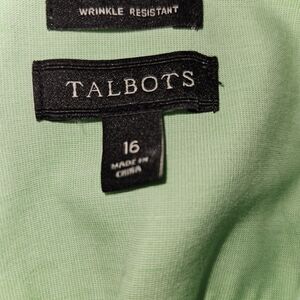 WRINKLE RESISTANT
TALBOTS
16
MADE IN
CHINA